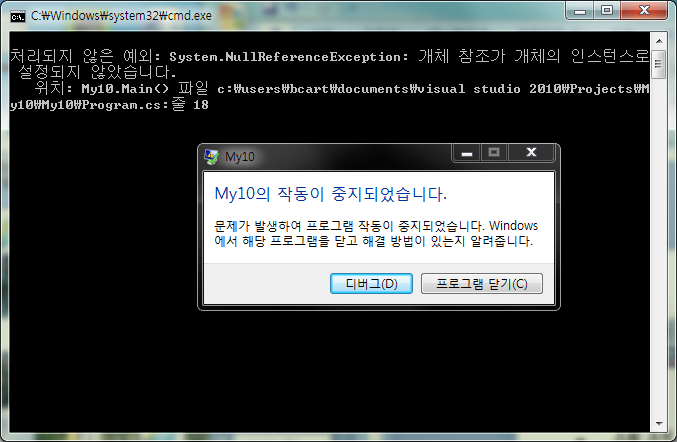 C:₩Windows₩system32₩cmd.exe
처리되지 않은 예외: System.NullReferenceException: 개체 참조가 개체의 인스턴스로
설정되지 않았습니다.
위치: My10.Main() 파일 c:₩users₩bcart₩documents₩visual studio 2010₩Projects₩M
y10₩My10₩Program.cs:줄 18
My10
My10의 작동이 중지되었습니다.
문제가 발생하여 프로그램 작동이 중지되었습니다. Windows
에서 해당 프로그램을 닫고 해결 방법이 있는지 알려줍니다.
디버그(D) 프로그램 닫기(C)